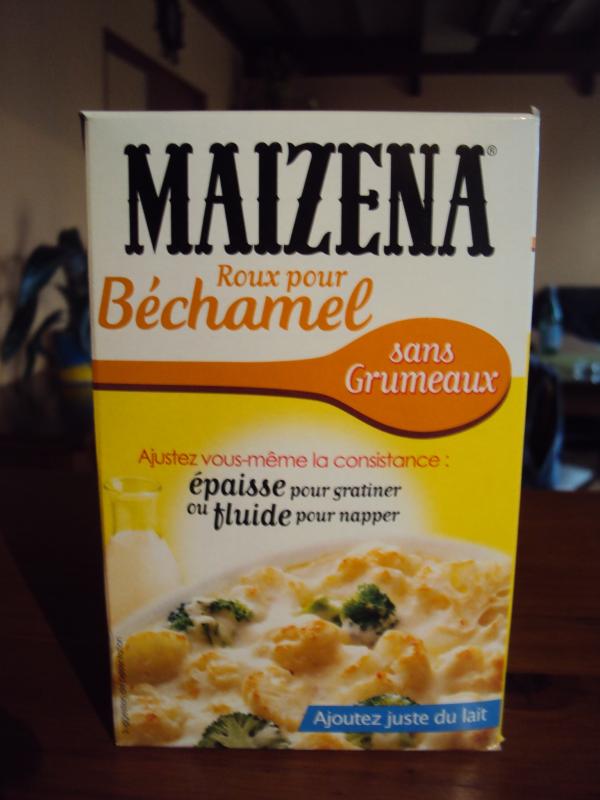 MAIZENA®
Roux pour
Béchamel
sans
Grumeaux
Ajustez vous-même la consistance :
épaisse pour gratiner
ou fluide pour napper
Ajoutez juste du lait